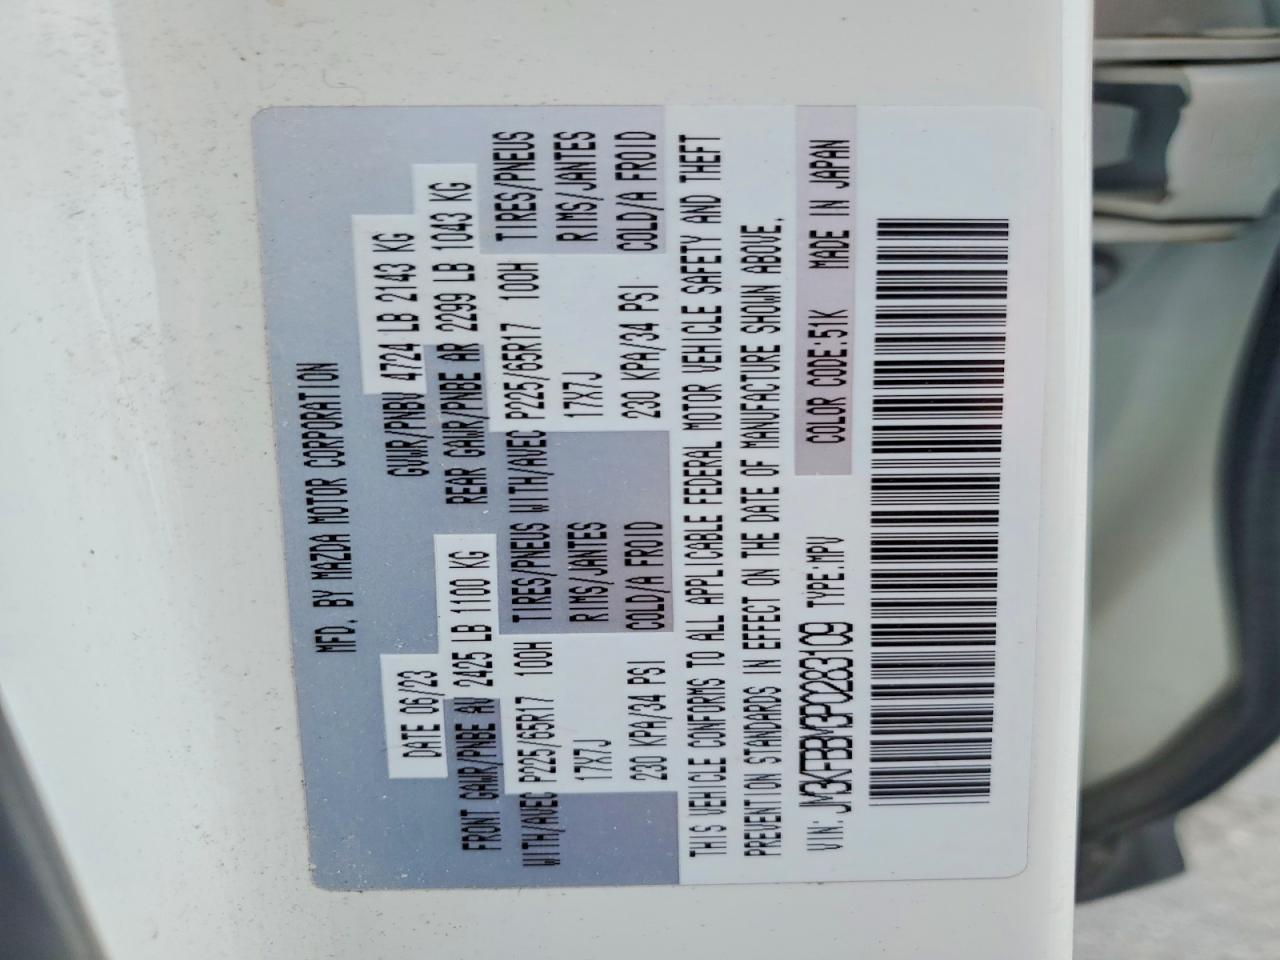 MFD. BY MAZDA MOTOR CORPORATION
DATE 06/23 GVWR/PNBV 4724 LB 2143 KG
FRONT GAWR/PNBE AV 2425 LB 1100 KG REAR GAWR/PNBE AR 2299 LB 1043 KG
WITH/AVEC P225/65R17 100H TIRES/PNEUS WITH/AVEC P225/65R17 100H TIRES/PNEUS
17X7J RIMS/JANTES 17X7J RIMS/JANTES
230 KPA/34 PSI COLD/A FROID 230 KPA/34 PSI COLD/A FROID
THIS VEHICLE CONFORMS TO ALL APPLICABLE FEDERAL MOTOR VEHICLE SAFETY AND THEFT
PREVENTION STANDARDS IN EFFECT ON THE DATE OF MANUFACTURE SHOWN ABOVE.
VIN: JM3KFBBM3P0283109 TYPE:MPV COLOR CODE:51K MADE IN JAPAN